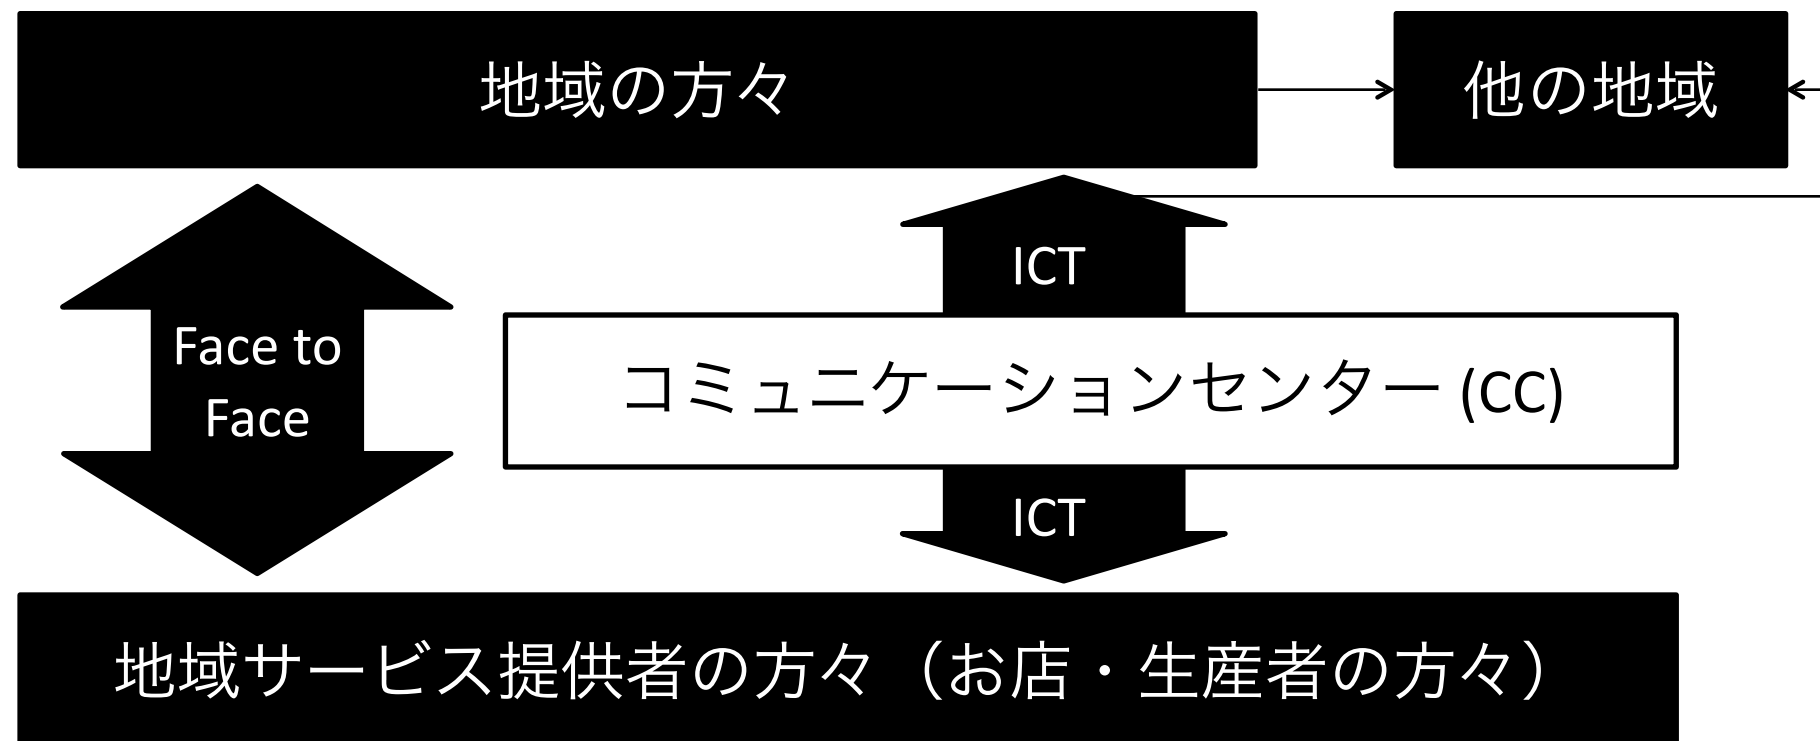 地域の方々
他の地域
ICT
Face to
Face
コミュニケーションセンター (CC)
ICT
地域サービス提供者の方々（お店・生産者の方々）